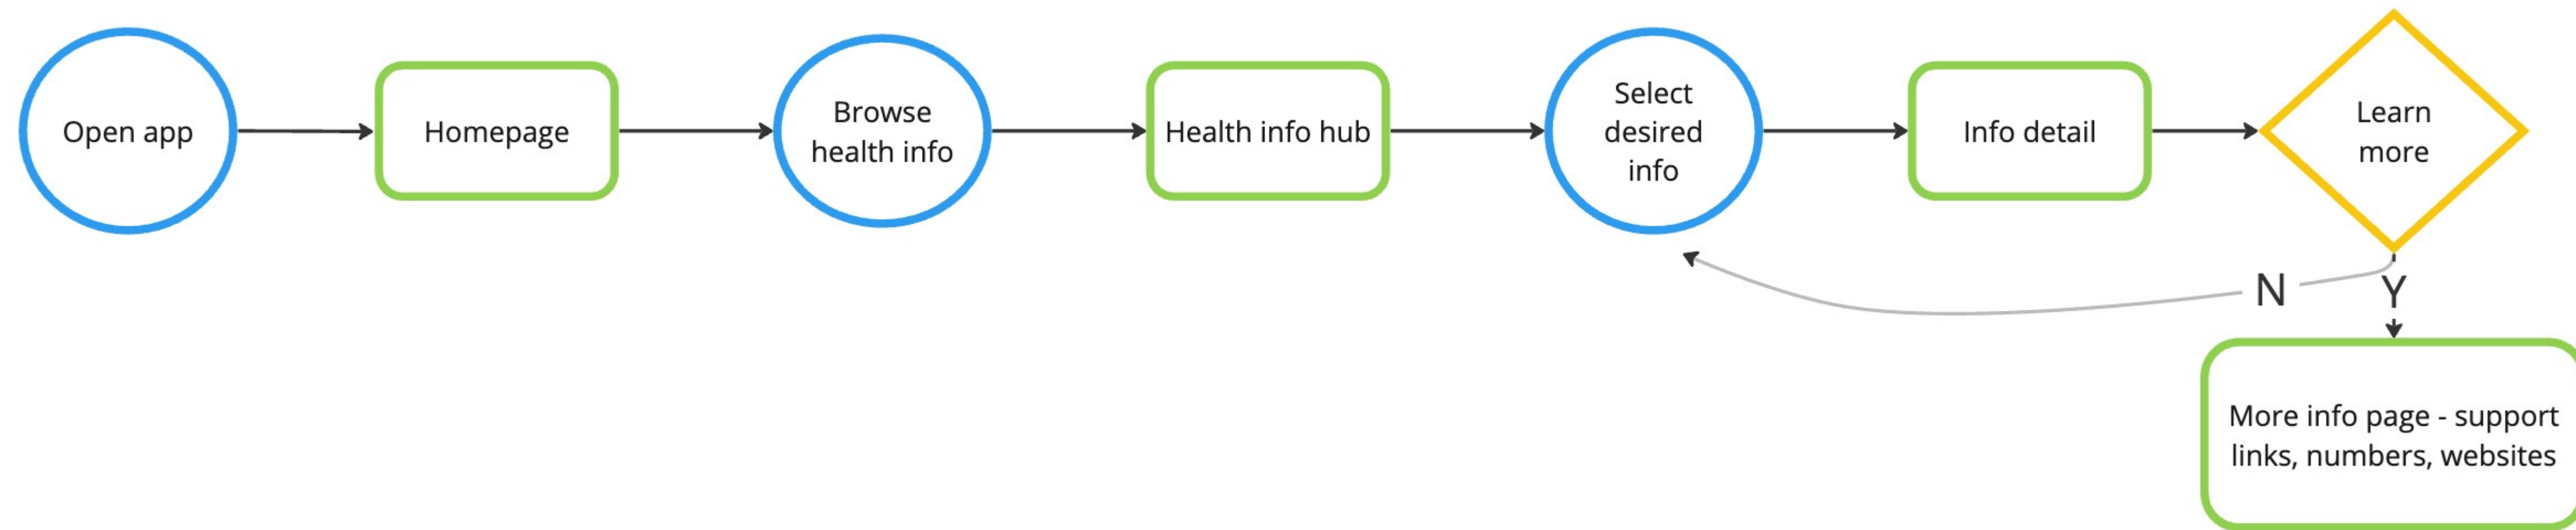 Open app
Homepage
Browse
health info
Health info hub
Select
desired
info
Info detail
Learn
more
N
Y
More info page - support
links, numbers, websites